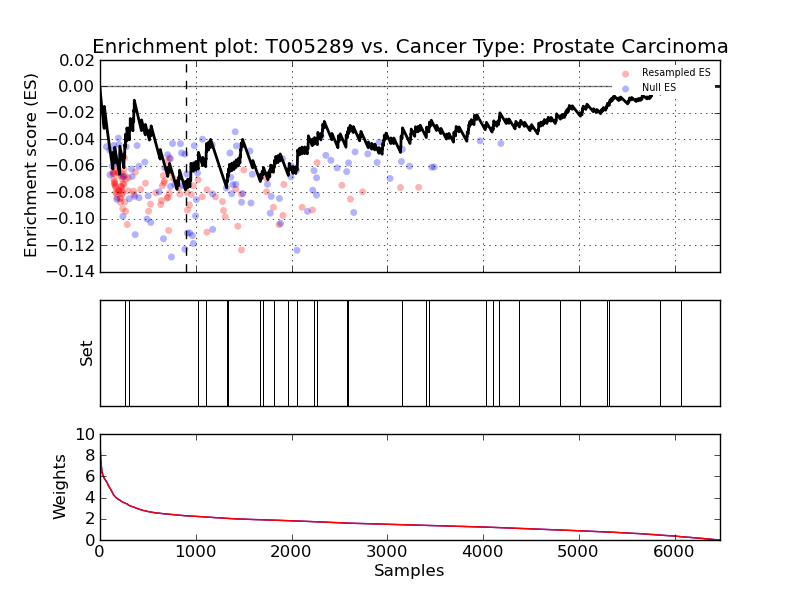 Enrichment plot: T005289 vs. Cancer Type: Prostate Carcinoma
Enrichment score (ES)
0.02
0.00
−0.02
−0.04
−0.06
−0.08
−0.10
−0.12
−0.14
Resampled ES
Null ES
Set
Weights
10
8
6
4
2
0
0 1000 2000 3000 4000 5000 6000
Samples